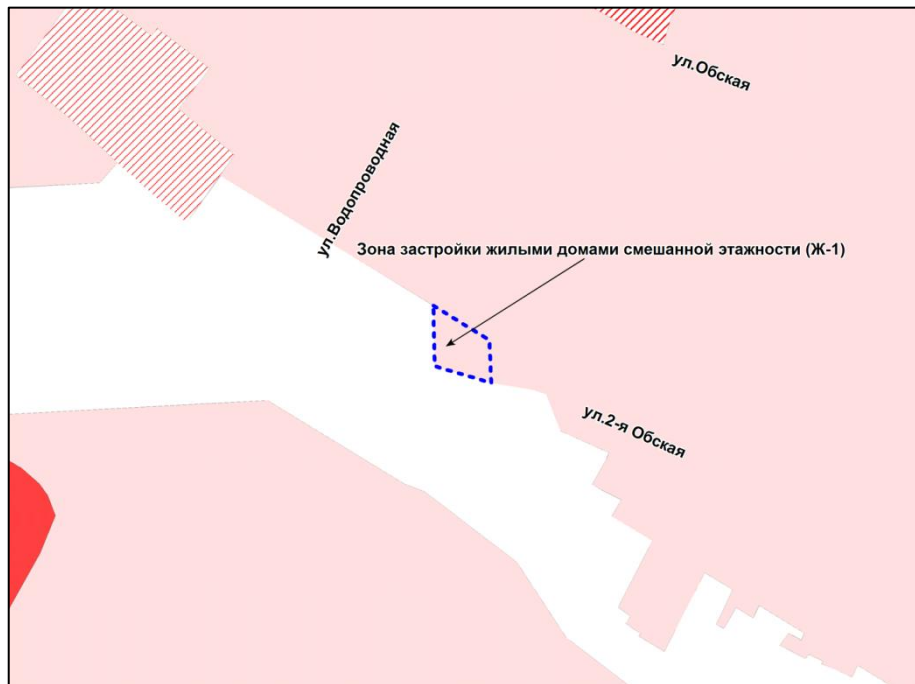 ул.Обская
ул.Водопроводная
Зона застройки жилыми домами смешанной этажности (Ж-1)
ул.2-я Обская